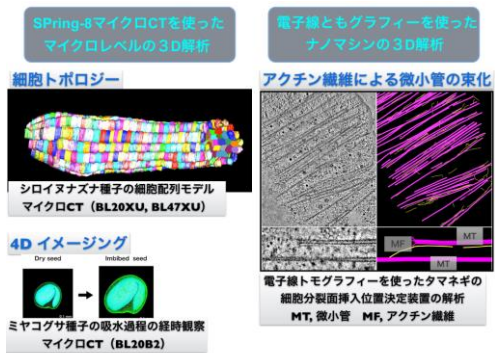 SPring-8マイクロCTを使った
マイクロレベルの３D解析
細胞トポロジー
シロイヌナズナ種子の細胞配列モデル
マイクロCT（BL20XU, BL47XU）
4D イメージング
Dry seed
Imbibed seed
ミヤコグサ種子の吸水過程の経時観察
マイクロCT（BL20B2）
電子線ともグラフィーを使った
ナノマシンの３D解析
アクチン繊維による微小管の束化
MF
MT
MT
電子線トモグラフィーを使ったタマネギの
細胞分裂面挿入位置決定装置の解析
MT, 微小管　MF, アクチン繊維